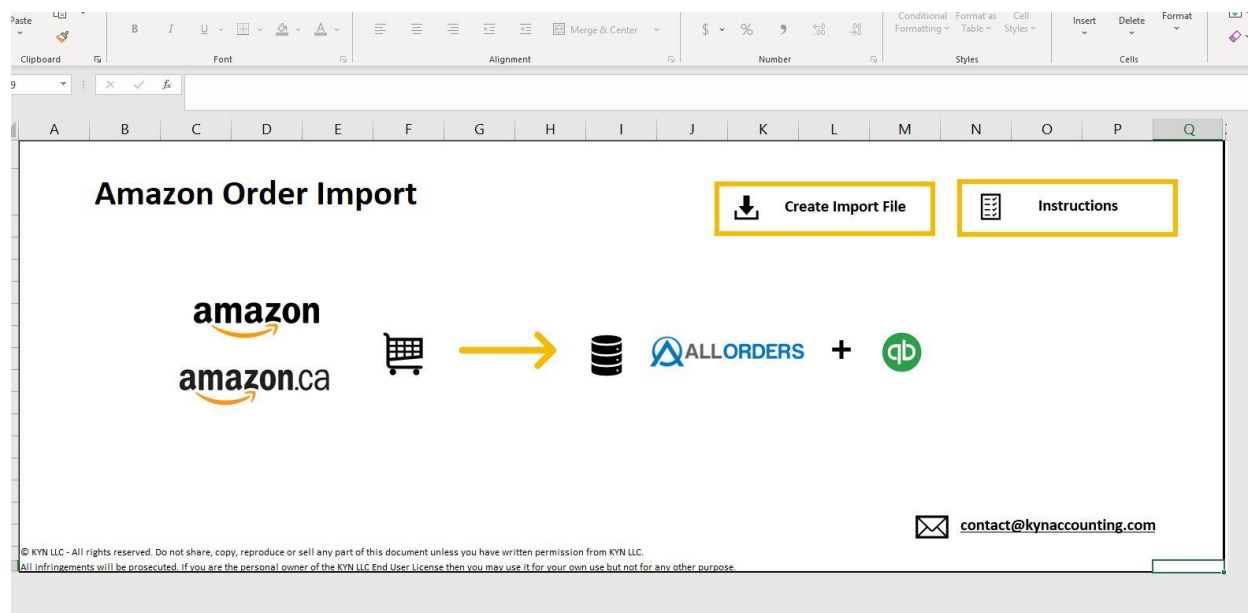 Paste
B I U A
Merge & Center
$ % 9
Conditional Format as Cell
Formatting Table Styles
Insert Delete Format
Clipboard Font Alignment Number Styles Cells
9 fx
A B C D E F G H I J K L M N O P Q
Amazon Order Import
Create Import File
Instructions
amazon
ALLORDERS + qb
amazon.ca
contact@kynaccounting.com
© KYN LLC - All rights reserved. Do not share, copy, reproduce or sell any part of this document unless you have written permission from KYN LLC.
All infringements will be prosecuted. If you are the personal owner of the KYN LLC End User License then you may use it for your own use but not for any other purpose.